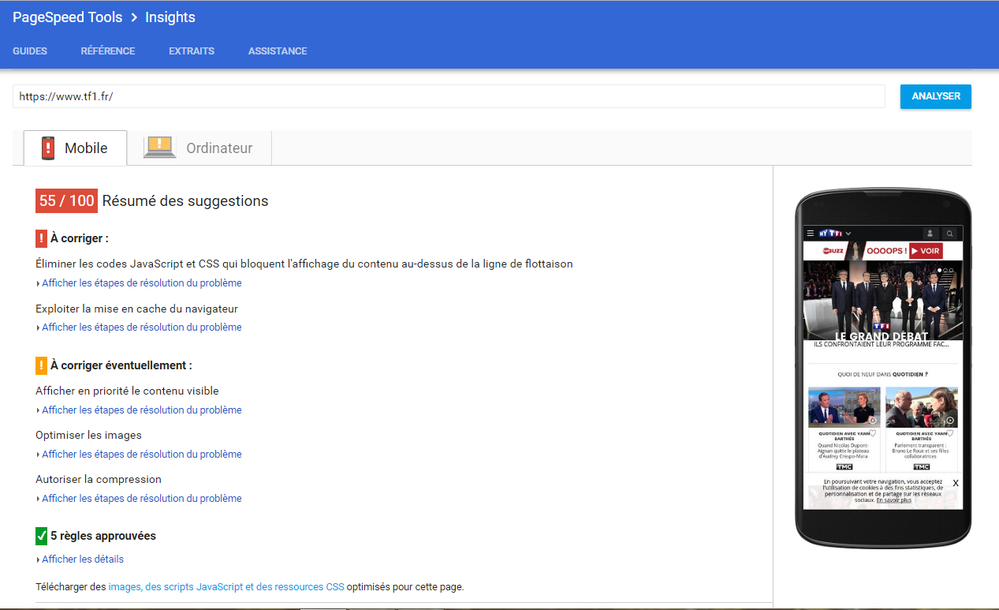 PageSpeed Tools > Insights
GUIDES RÉFÉRENCE EXTRAITS ASSISTANCE
https://www.tf1.fr/
ANALYSER
Mobile
Ordinateur
55 / 100 Résumé des suggestions
! À corriger :
Éliminer les codes JavaScript et CSS qui bloquent l'affichage du contenu au-dessus de la ligne de flottaison
Afficher les étapes de résolution du problème
Exploiter la mise en cache du navigateur
Afficher les étapes de résolution du problème
! À corriger éventuellement :
Afficher en priorité le contenu visible
Afficher les étapes de résolution du problème
Optimiser les images
Afficher les étapes de résolution du problème
Autoriser la compression
Afficher les étapes de résolution du problème
5 règles approuvées
Afficher les détails
Télécharger des images, des scripts JavaScript et des ressources CSS optimisés pour cette page.
MYTF1
BUZZ OOOOPS ! VOIR
TF1
LE GRAND DÉBAT
ILS CONFRONTAIENT LEUR PROGRAMME FAC...
QUOI DE NEUF DANS QUOTIDIEN ?
QUOTIDIEN AVEC YANN
BARTHÈS
Quand Nicolas Dupont-
Aignan quitte le plateau
d'Audrey Crespo-Mara
TMC
QUOTIDIEN AVEC YANN
BARTHÈS
Parlement transparent :
Bruno Le Roux et ses filles
collaboratrices
TMC
En poursuivant votre navigation, vous acceptez
l'utilisation de cookies à des fins statistiques, de
personnalisation et de partage sur les réseaux
sociaux. En savoir plus
X